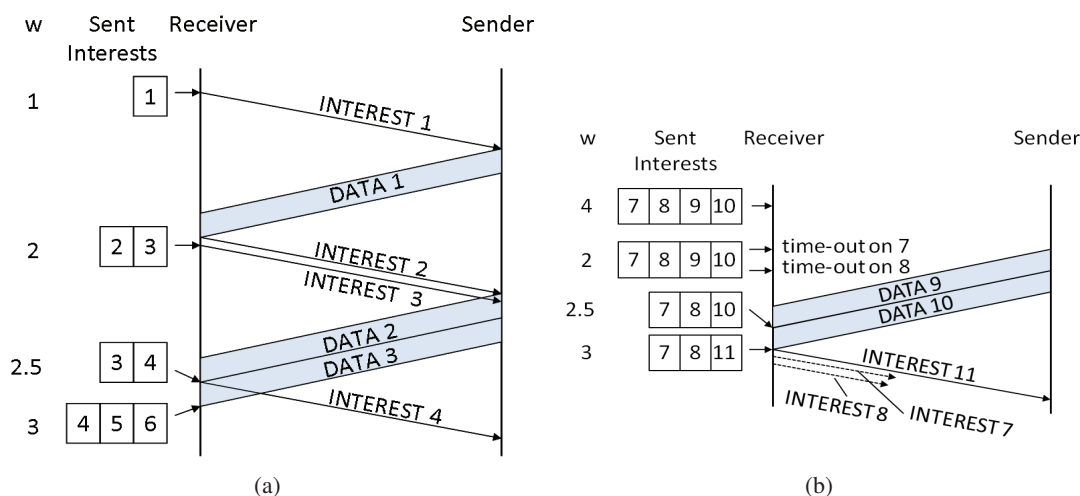 w Sent Interests Receiver Sender
1 1
INTEREST 1
DATA 1
2 2 3
INTEREST 2
INTEREST 3
DATA 2
DATA 3
2.5 3 4
INTEREST 4
3 4 5 6
(a)
w Sent Interests Receiver Sender
4 7 8 9 10
time-out on 7
2 7 8 9 10
time-out on 8
DATA 9
2.5 7 8 10
DATA 10
3 7 8 11
INTEREST 11
INTEREST 8
INTEREST 7
(b)